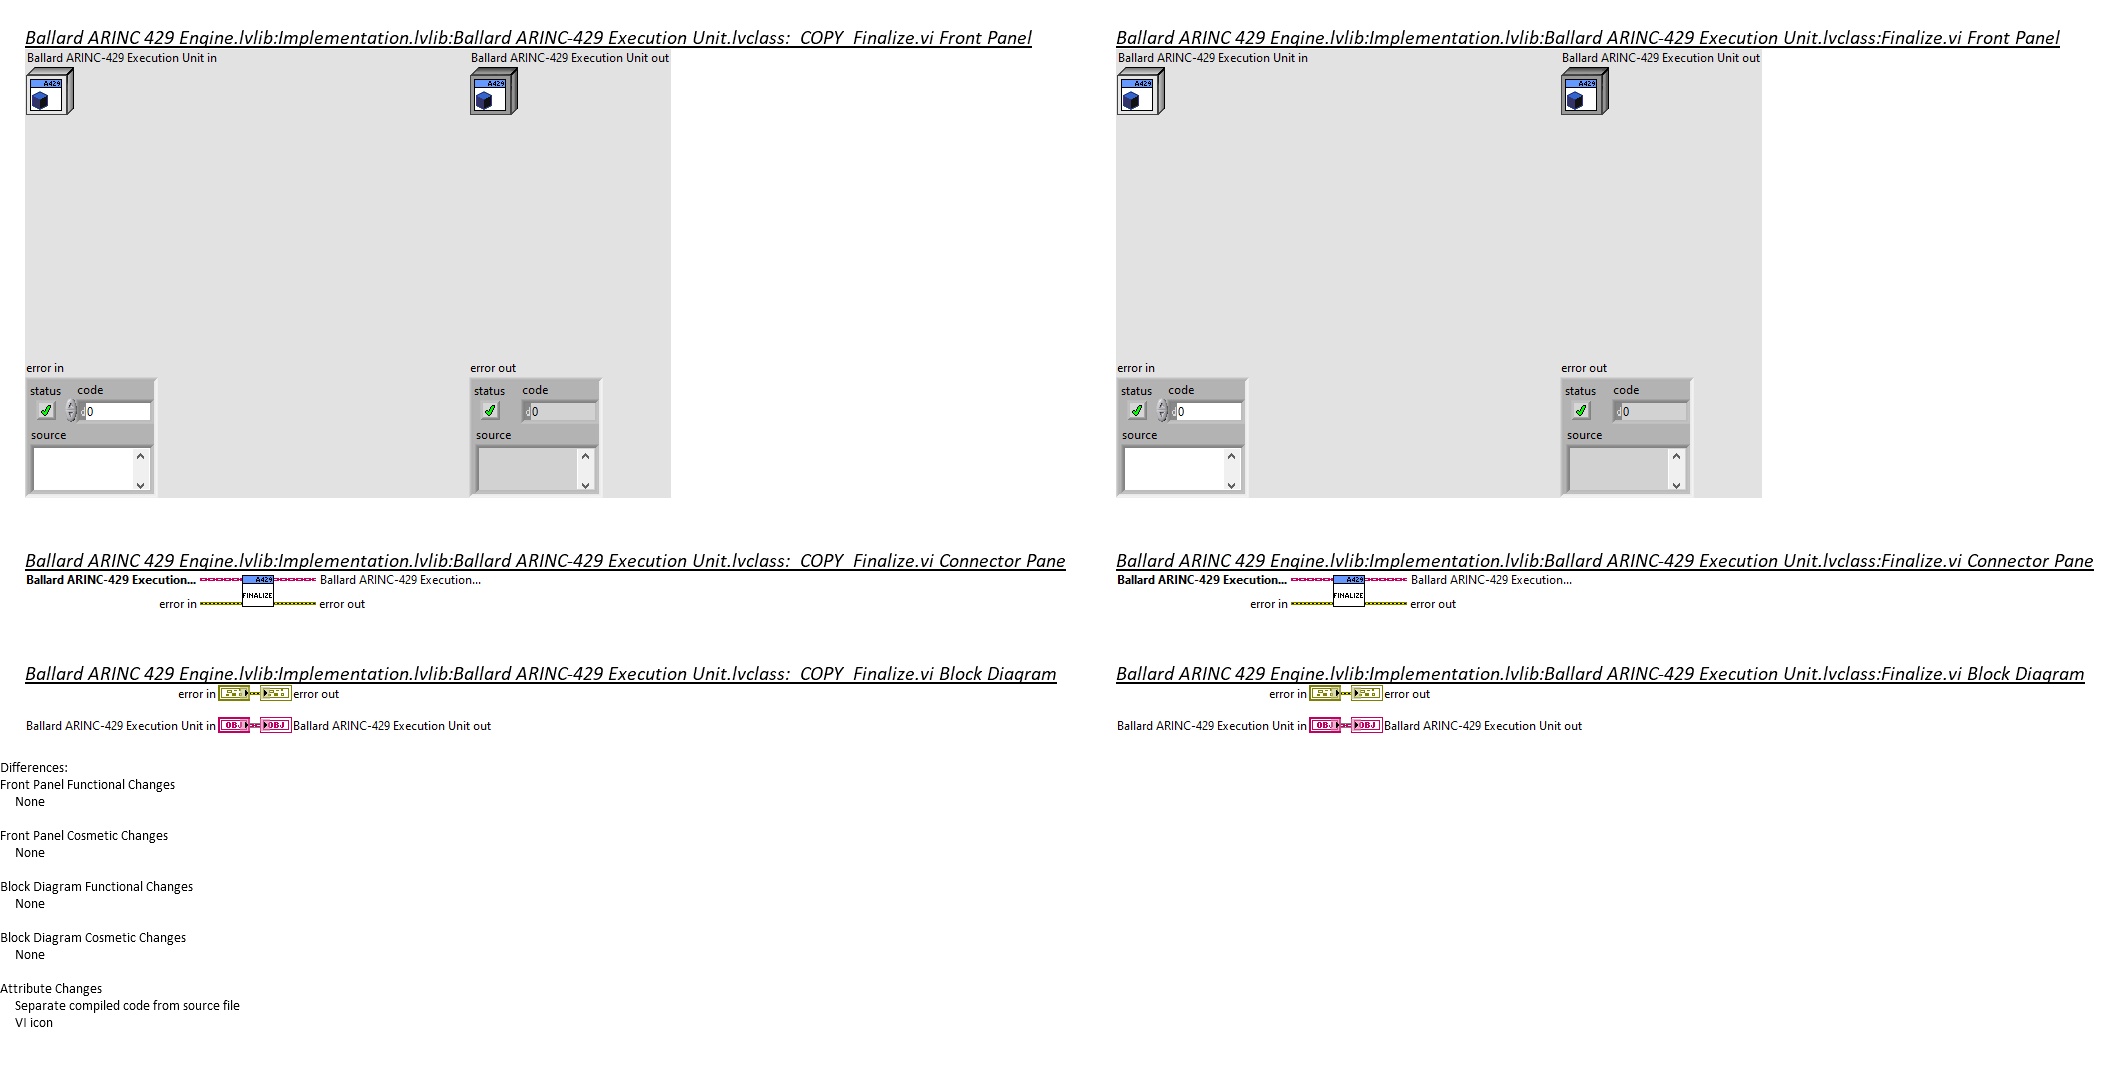 Ballard ARINC 429 Engine.lvlib:Implementation.lvlib:Ballard ARINC-429 Execution Unit.lvclass:  COPY  Finalize.vi Front Panel
Ballard ARINC-429 Execution Unit in
Ballard ARINC-429 Execution Unit out
A429
A429
error in
error out
status
code
status
code
d
0
d
0
source
source
Ballard ARINC 429 Engine.lvlib:Implementation.lvlib:Ballard ARINC-429 Execution Unit.lvclass:  COPY  Finalize.vi Connector Pane
Ballard ARINC-429 Execution...
A429
Ballard ARINC-429 Execution...
FINALIZE
error in
error out
Ballard ARINC 429 Engine.lvlib:Implementation.lvlib:Ballard ARINC-429 Execution Unit.lvclass:  COPY  Finalize.vi Block Diagram
error in
error out
Ballard ARINC-429 Execution Unit in
OBJ
OBJ
Ballard ARINC-429 Execution Unit out
Differences:
Front Panel Functional Changes
None
Front Panel Cosmetic Changes
None
Block Diagram Functional Changes
None
Block Diagram Cosmetic Changes
None
Attribute Changes
Separate compiled code from source file
VI icon
Ballard ARINC 429 Engine.lvlib:Implementation.lvlib:Ballard ARINC-429 Execution Unit.lvclass:Finalize.vi Front Panel
Ballard ARINC-429 Execution Unit in
Ballard ARINC-429 Execution Unit out
A429
A429
error in
error out
status
code
status
code
d
0
d
0
source
source
Ballard ARINC 429 Engine.lvlib:Implementation.lvlib:Ballard ARINC-429 Execution Unit.lvclass:Finalize.vi Connector Pane
Ballard ARINC-429 Execution...
A429
Ballard ARINC-429 Execution...
FINALIZE
error in
error out
Ballard ARINC 429 Engine.lvlib:Implementation.lvlib:Ballard ARINC-429 Execution Unit.lvclass:Finalize.vi Block Diagram
error in
error out
Ballard ARINC-429 Execution Unit in
OBJ
OBJ
Ballard ARINC-429 Execution Unit out